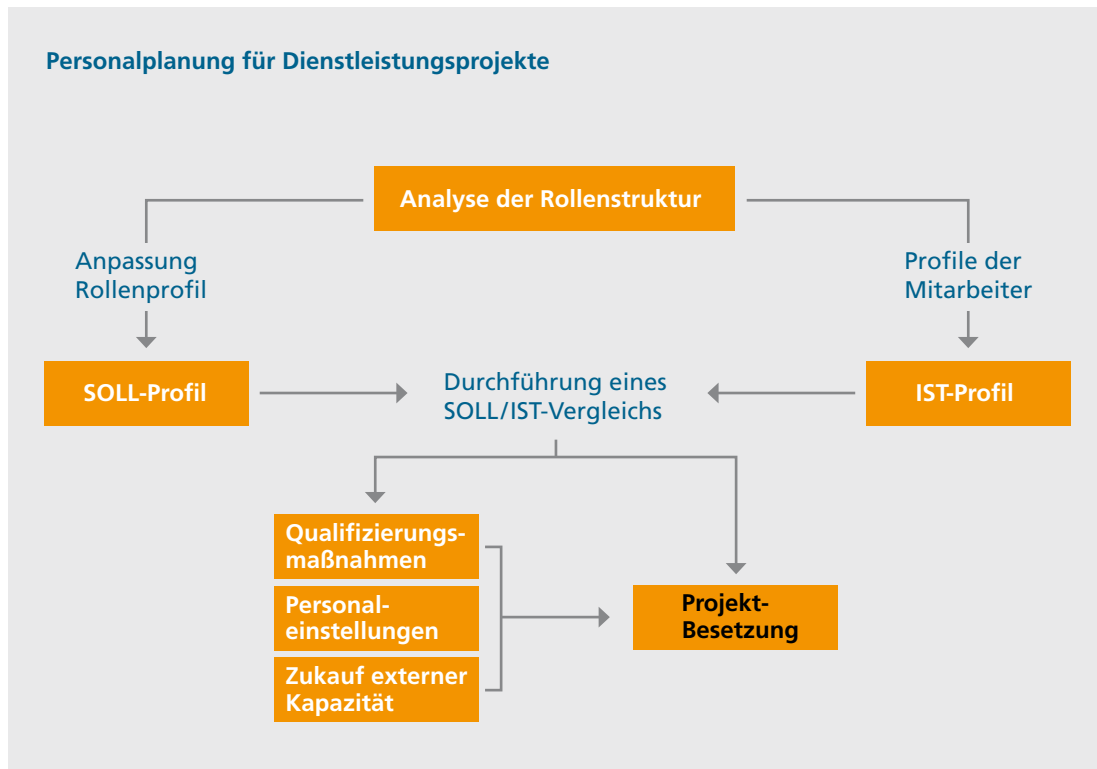 Personalplanung für Dienstleistungsprojekte
Analyse der Rollenstruktur
Anpassung
Rollenprofil
Profile der
Mitarbeiter
SOLL-Profil
Durchführung eines
SOLL/IST-Vergleichs
IST-Profil
Qualifizierungs-
maßnahmen
Personal-
einstellungen
Zukauf externer
Kapazität
Projekt-
Besetzung